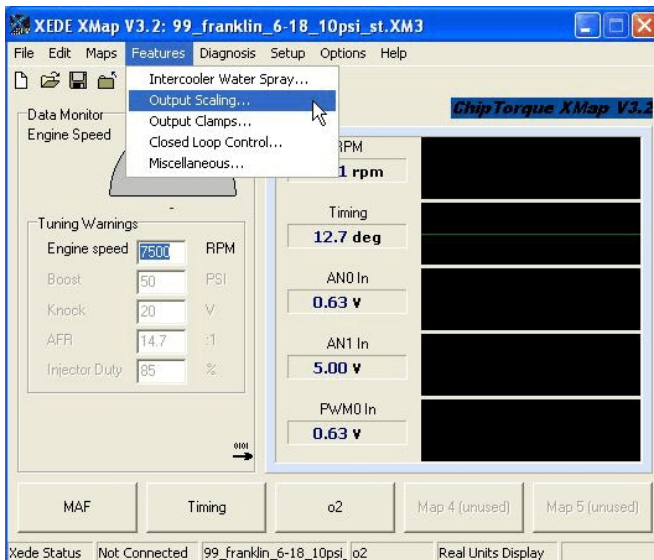 XEDE XMap V3.2: 99_franklin_6-18_10psi_st.XM3
File Edit Maps Features Diagnosis Setup Options Help
Intercooler Water Spray...
Output Scaling...
Output Clamps...
Closed Loop Control...
Miscellaneous...
ChipTorque XMap V3.2
Data Monitor
Engine Speed
-
Tuning Warnings
Engine speed 7500 RPM
Boost 50 PSI
Knock 20 V
AFR 14.7 :1
Injector Duty 85 %
0101
RPM
1 rpm
Timing
12.7 deg
AN0 In
0.63 V
AN1 In
5.00 V
PWM0 In
0.63 V
MAF Timing o2 Map 4 (unused) Map 5 (unused)
Xede Status Not Connected 99_franklin_6-18_10psi_ o2 Real Units Display